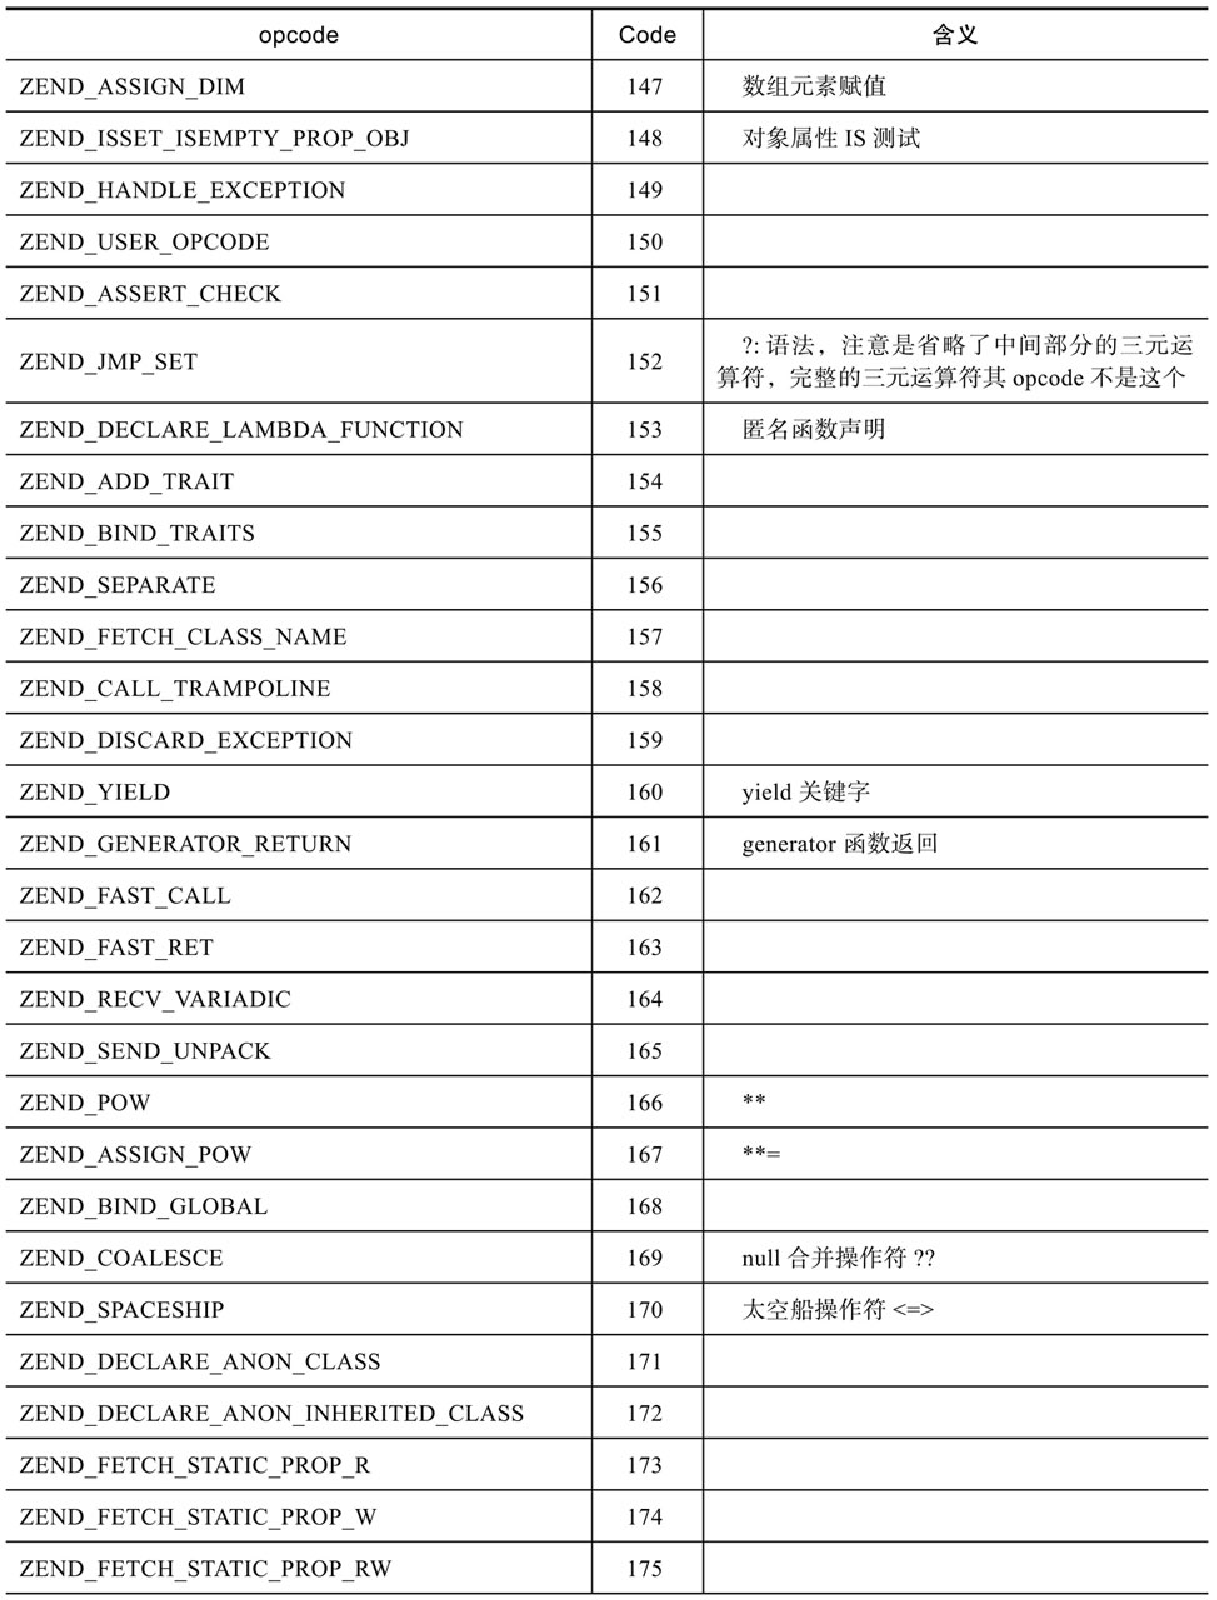 opcode Code 含义
ZEND_ASSIGN_DIM 147 数组元素赋值
ZEND_ISSET_ISEMPTY_PROP_OBJ 148 对象属性 IS 测试
ZEND_HANDLE_EXCEPTION 149
ZEND_USER_OPCODE 150
ZEND_ASSERT_CHECK 151
ZEND_JMP_SET 152 ?: 语法，注意是省略了中间部分的三元运
算符，完整的三元运算符其 opcode 不是这个
ZEND_DECLARE_LAMBDA_FUNCTION 153 匿名函数声明
ZEND_ADD_TRAIT 154
ZEND_BIND_TRAITS 155
ZEND_SEPARATE 156
ZEND_FETCH_CLASS_NAME 157
ZEND_CALL_TRAMPOLINE 158
ZEND_DISCARD_EXCEPTION 159
ZEND_YIELD 160 yield 关键字
ZEND_GENERATOR_RETURN 161 generator 函数返回
ZEND_FAST_CALL 162
ZEND_FAST_RET 163
ZEND_RECV_VARIADIC 164
ZEND_SEND_UNPACK 165
ZEND_POW 166 **
ZEND_ASSIGN_POW 167 **=
ZEND_BIND_GLOBAL 168
ZEND_COALESCE 169 null 合并操作符 ??
ZEND_SPACESHIP 170 太空船操作符 <=>
ZEND_DECLARE_ANON_CLASS 171
ZEND_DECLARE_ANON_INHERITED_CLASS 172
ZEND_FETCH_STATIC_PROP_R 173
ZEND_FETCH_STATIC_PROP_W 174
ZEND_FETCH_STATIC_PROP_RW 175